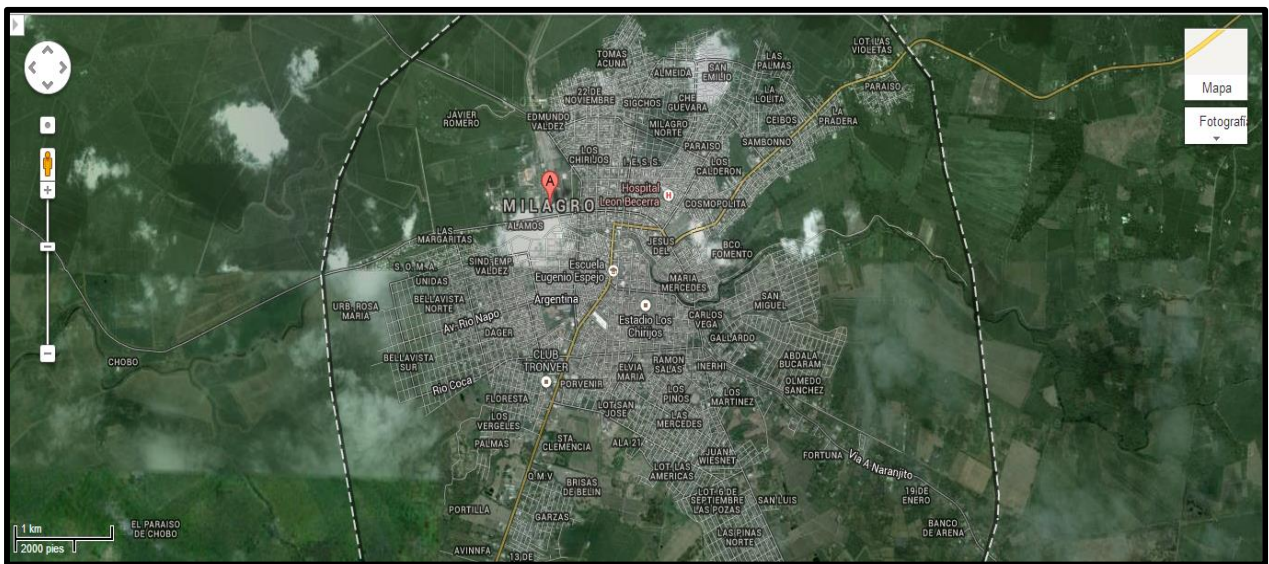 LOT LAS
VIOLETAS
TOMAS
ACUNA
ALMEIDA
SAN
EMILIO
LAS
PALMAS
Mapa
22 DE
NOVIEMBRE
SIGCHOS
CHE
GUEVARA
LA
LOLITA
PARAISO
JAVIER
ROMERO
EDMUNDO
VALDEZ
MILAGRO
NORTE
CEIBOS
LA
PRADERA
Fotografía
LOS
CHIRIJOS
I. E. S. S.
PARAISO
SAMBONNO
LOS
CALDERON
A
Hospital
Leon Becerra
H
MILAGRO
COSMOPOLITA
LAS
MARGARITAS
ALAMOS
JESUS
DEL
BCO
FOMENTO
S. O. M. A.
UNIDAS
SIND. EMP.
VALDEZ
Escuela
Eugenio Espejo
MARIA
MERCEDES
URB. ROSA
MARIA
BELLAVISTA
NORTE
Argentina
SAN
MIGUEL
Av. Rio Napo
DAGER
Estadio Los
Chirijos
CARLOS
VEGA
GALLARDO
CHOBO
BELLAVISTA
SUR
CLUB
TRONVER
ELVIA
MARIA
RAMON
SALAS
INERHI
ABDALA
BUCARAM
Rio Coca
PORVENIR
OLMEDO
SANCHEZ
FLORESTA
LOT SAN
JOSE
LOS
PINOS
LOS
MARTINEZ
LOS
VERGELES
LAS
MERCEDES
PALMAS
STA
CLEMENCIA
ALA 21
JUAN
WIESNET
FORTUNA
Via A Naranjito
Q.M.V
BRISAS
DE BELIN
LOT. LAS
AMERICAS
LOT 6 DE
SEPTIEMBRE
LAS POZAS
SAN LUIS
19 DE
ENERO
PORTILLA
GARZAS
1 km
2000 pies
EL PARAISO
DE CHOBO
LAS PINAS
NORTE
BANCO
DE ARENA
AVINNFA
13 DE